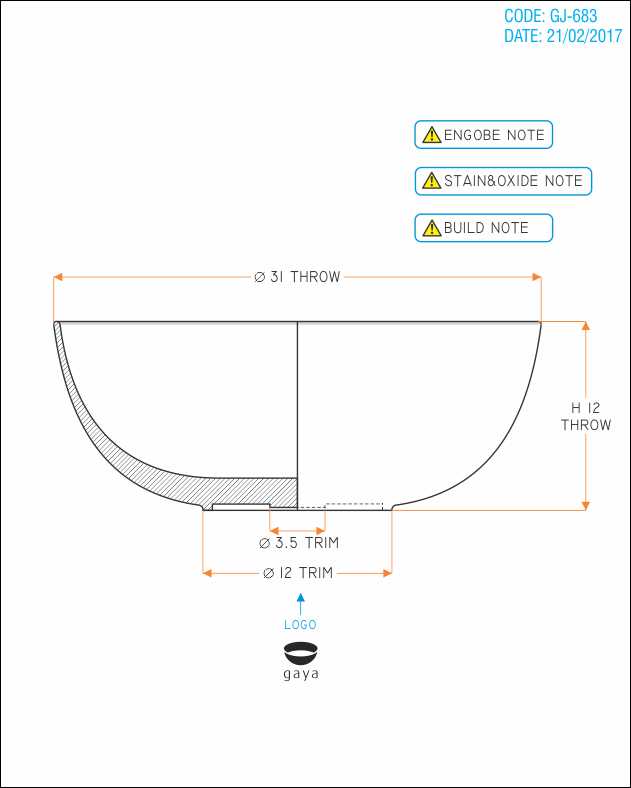 CODE: GJ-683
DATE: 21/02/2017
ENGOBE NOTE
STAIN&OXIDE NOTE
BUILD NOTE
∅ 31 THROW
H 12
THROW
∅ 3.5 TRIM
∅ 12 TRIM
LOGO
gaya